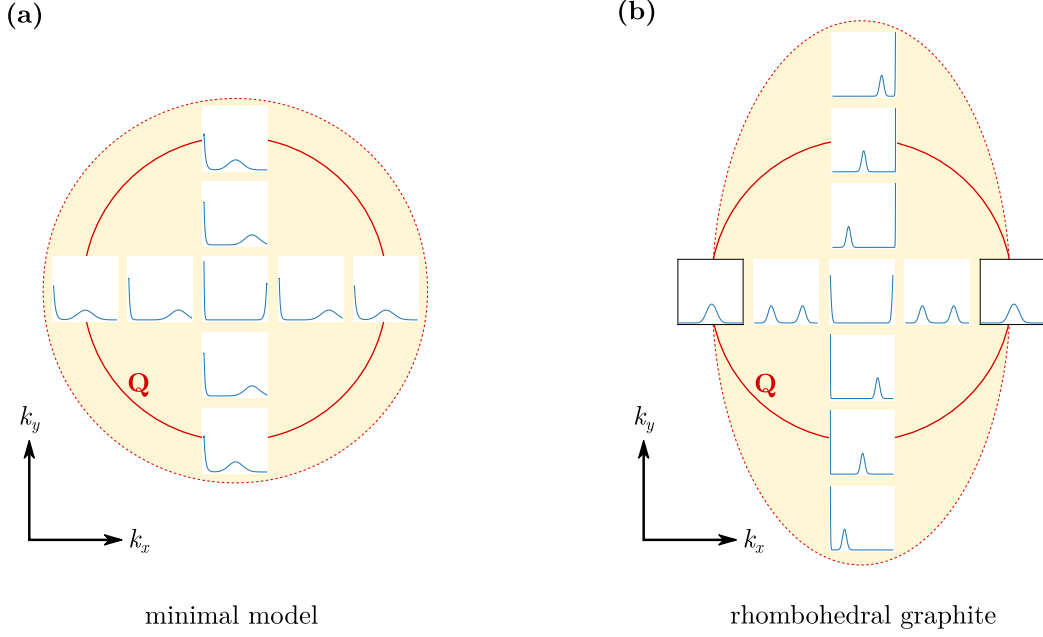 (a)
(b)
Q
Q
k_y
k_y
k_x
k_x
minimal model
rhombohedral graphite